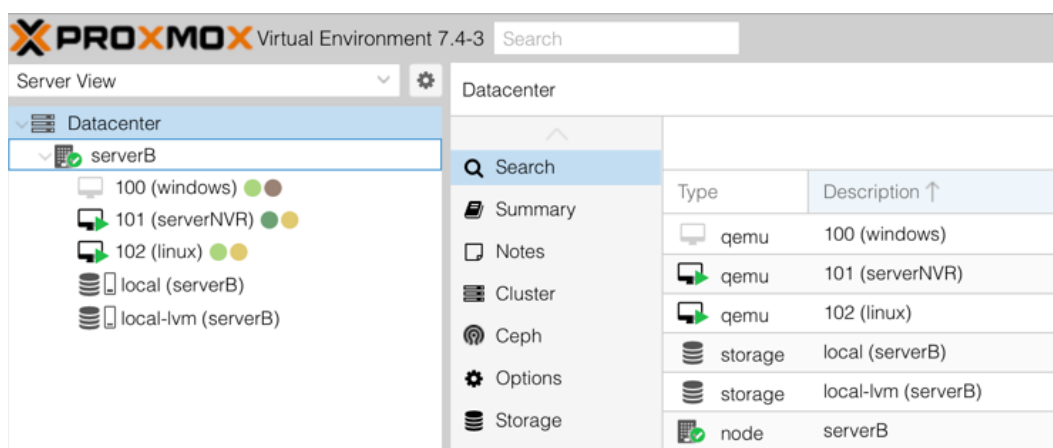 PROXMOX Virtual Environment 7.4-3 Search
Server View
Datacenter
serverB
100 (windows)
101 (serverNVR)
102 (linux)
local (serverB)
local-lvm (serverB)
Datacenter
Search
Summary
Notes
Cluster
Ceph
Options
Storage
Type Description
qemu 100 (windows)
qemu 101 (serverNVR)
qemu 102 (linux)
storage local (serverB)
storage local-lvm (serverB)
node serverB